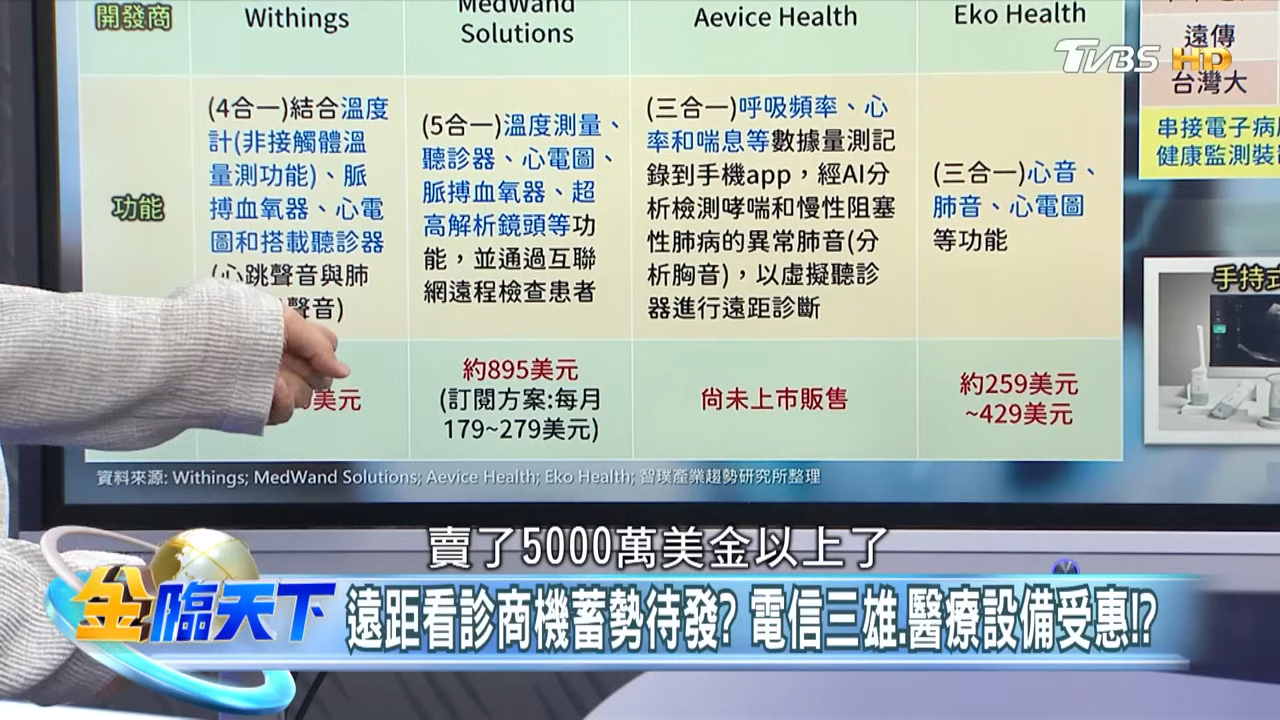 開發商
Withings
MedWand
Solutions
Aevice Health
Eko Health
TVBS HD
遠傳
台灣大
串接電子病
健康監測裝
功能
(4合一)結合溫度
計(非接觸體溫
量測功能)、脈
搏血氧器、心電
圖和搭載聽診器
(心跳聲音與肺
聲音)
(5合一)溫度測量、
聽診器、心電圖、
脈搏血氧器、超
高解析鏡頭等功
能，並通過互聯
網遠程檢查患者
(三合一)呼吸頻率、心
率和喘息等數據量測記
錄到手機app，經AI分
析檢測哮喘和慢性阻塞
性肺病的異常肺音(分
析胸音)，以虛擬聽診
器進行遠距診斷
(三合一)心音、
肺音、心電圖
等功能
手持式
美元
約895美元
(訂閱方案:每月
179~279美元)
尚未上市販售
約259美元
~429美元
資料來源: Withings; MedWand Solutions; Aevice Health; Eko Health; 智璞產業趨勢研究所整理
賣了5000萬美金以上了
金臨天下
遠距看診商機蓄勢待發? 電信三雄.醫療設備受惠!?